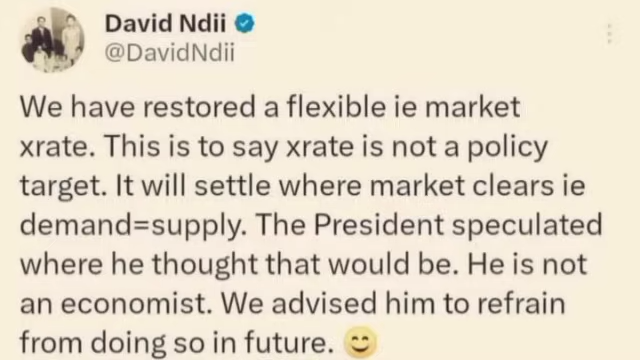 David Ndii
@DavidNdii
We have restored a flexible ie market
xrate. This is to say xrate is not a policy
target. It will settle where market clears ie
demand=supply. The President speculated
where he thought that would be. He is not
an economist. We advised him to refrain
from doing so in future. 😊